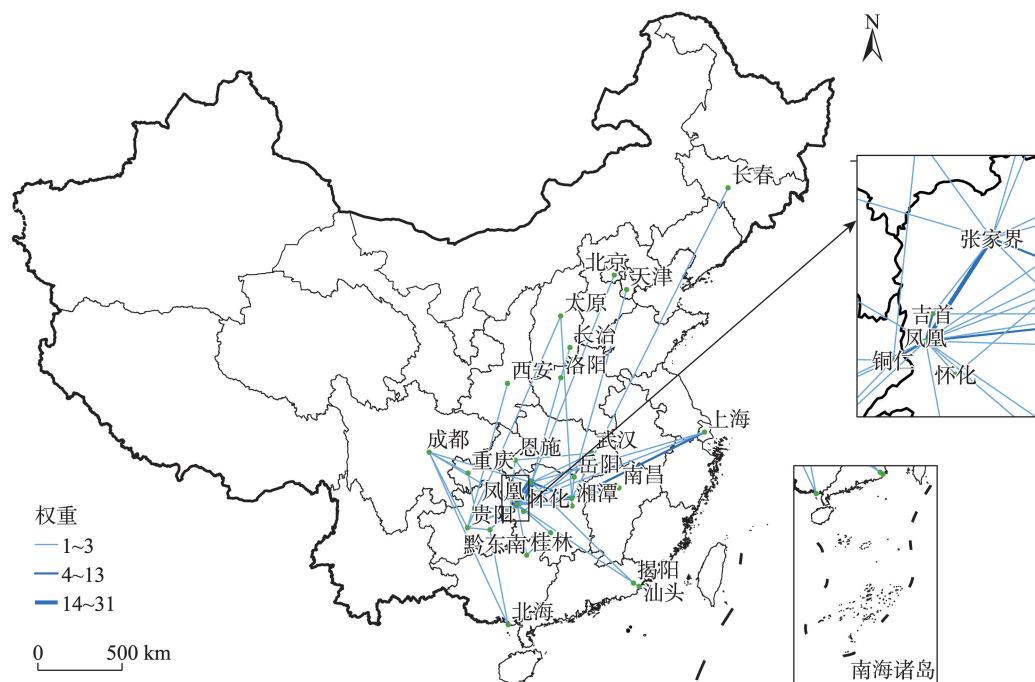 N
长春
北京
天津
太原
长治
西安
洛阳
上海
成都
恩施
武汉
重庆
岳阳
南昌
凤凰
怀化
湘潭
贵阳
黔东南
桂林
揭阳
汕头
北海
张家界
吉首
凤凰
铜仁
怀化
南海诸岛
权重
1~3
4~13
14~31
0 500 km